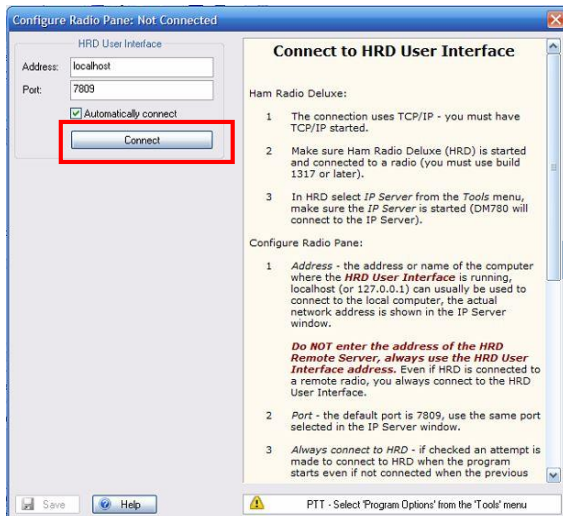 Configure Radio Pane: Not Connected
HRD User Interface
Address: localhost
Port: 7809
Automatically connect
Connect
Connect to HRD User Interface
Ham Radio Deluxe:
1 The connection uses TCP/IP - you must have
TCP/IP started.
2 Make sure Ham Radio Deluxe (HRD) is started
and connected to a radio (you must use build
1317 or later).
3 In HRD select IP Server from the Tools menu,
make sure the IP Server is started (DM780 will
connect to the IP Server).
Configure Radio Pane:
1 Address - the address or name of the computer
where the HRD User Interface is running,
localhost (or 127.0.0.1) can usually be used to
connect to the local computer, the actual
network address is shown in the IP Server
window.
Do NOT enter the address of the HRD
Remote Server, always use the HRD User
Interface address. Even if HRD is connected to
a remote radio, you always connect to the HRD
User Interface.
2 Port - the default port is 7809, use the same port
selected in the IP Server window.
3 Always connect to HRD - if checked an attempt is
made to connect to HRD when the program
starts even if not connected when the previous
Save
Help
PTT - Select 'Program Options' from the 'Tools' menu